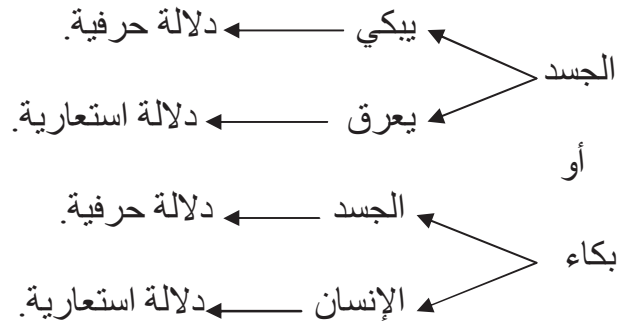 يبكي دلالة حرفية.
الجسد
يعرق دلالة استعارية.
أو
الجسد دلالة حرفية.
بكاء
الإنسان دلالة استعارية.